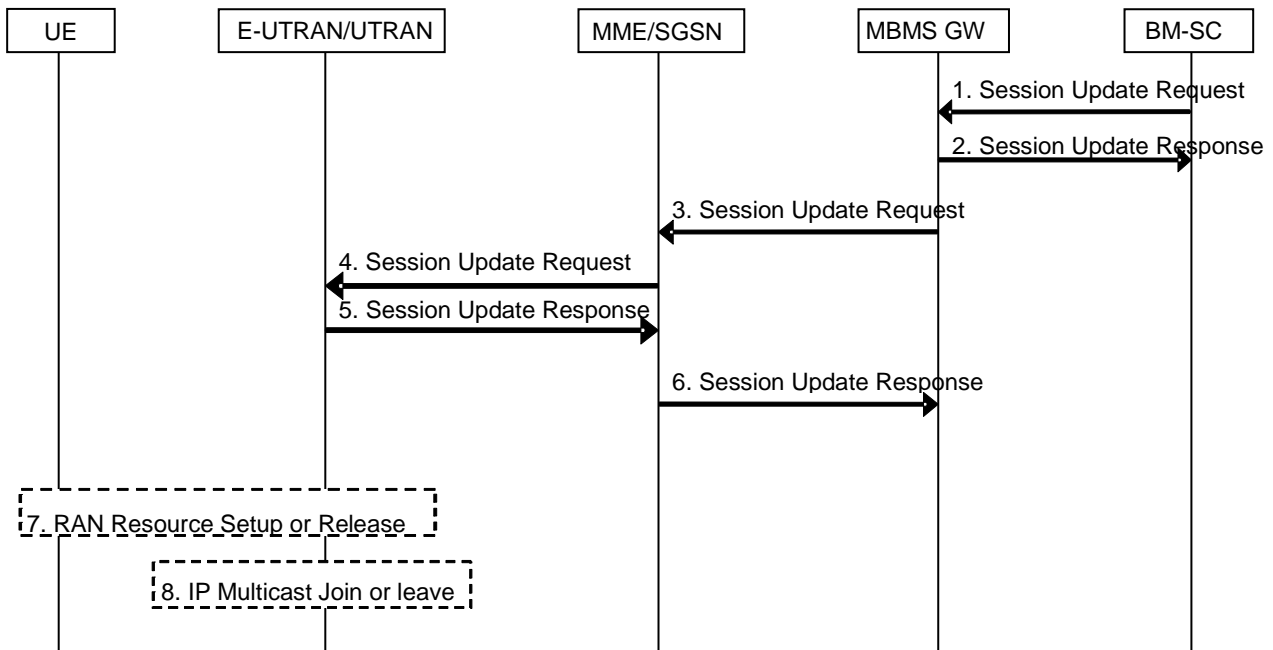 UE
E-UTRAN/UTRAN
MME/SGSN
MBMS GW
BM-SC
1. Session Update Request
2. Session Update Response
3. Session Update Request
4. Session Update Request
5. Session Update Response
6. Session Update Response
7. RAN Resource Setup or Release
8. IP Multicast Join or leave